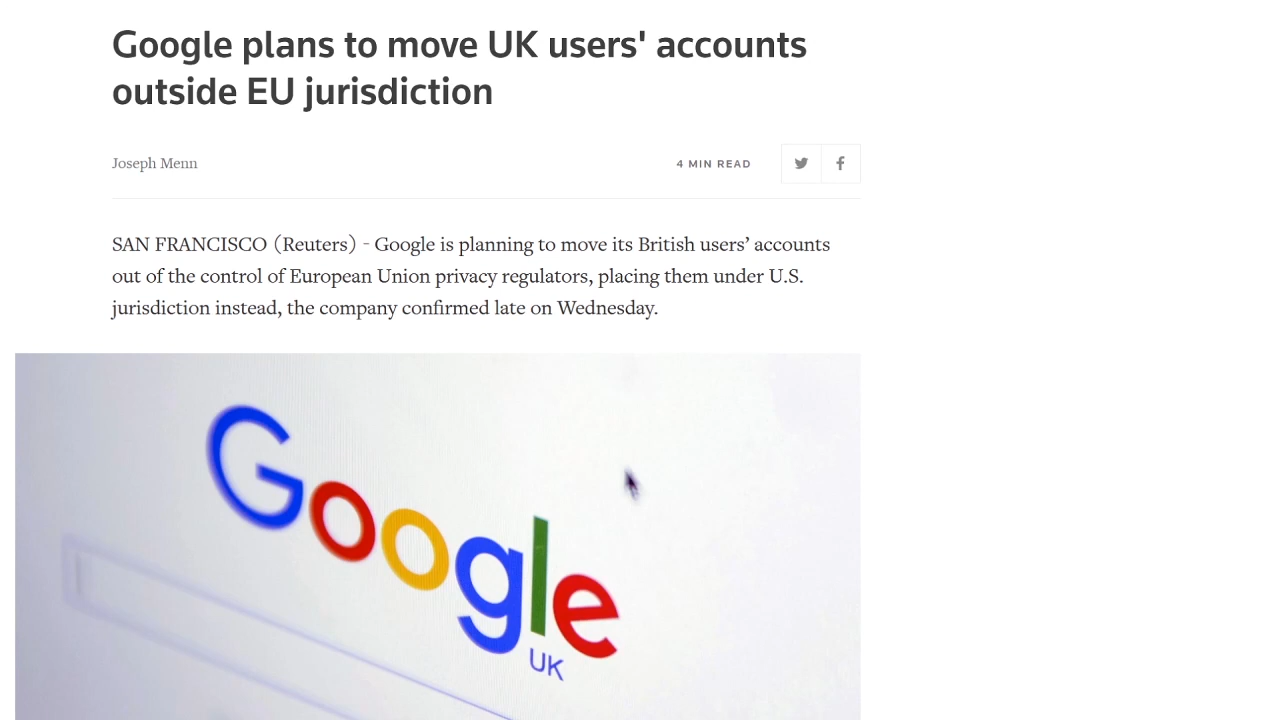 Google plans to move UK users' accounts
outside EU jurisdiction
Joseph Menn
4 MIN READ
SAN FRANCISCO (Reuters) - Google is planning to move its British users’ accounts
out of the control of European Union privacy regulators, placing them under U.S.
jurisdiction instead, the company confirmed late on Wednesday.
Google
UK